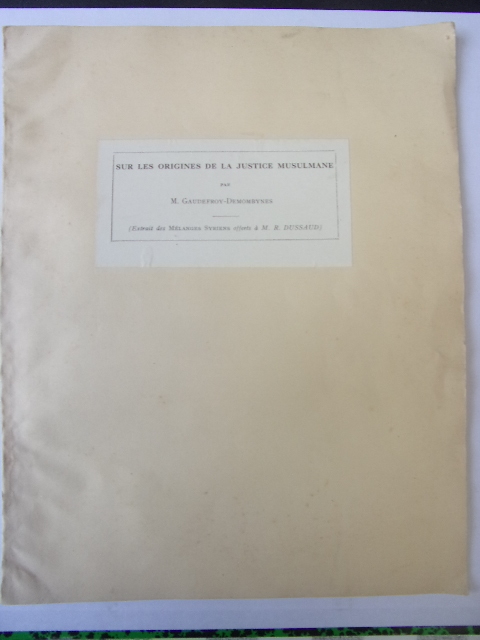 SUR LES ORIGINES DE LA JUSTICE MUSULMANE
PAR
M. GAUDEFROY-DEMOMBYNES
(Extrait des MÉLANGES SYRIENS offerts à M. R. DUSSAUD)